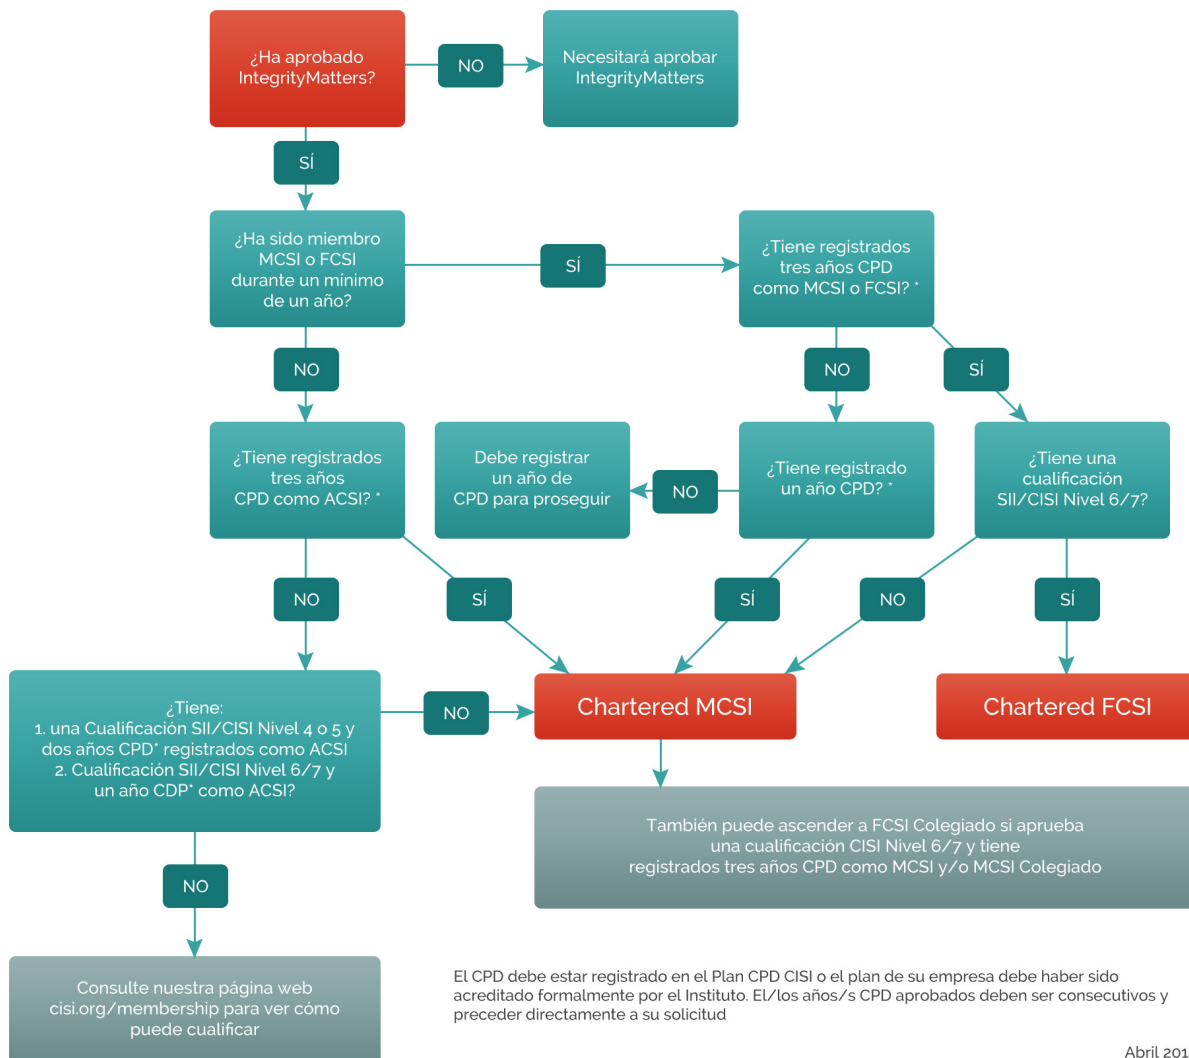 ¿Ha aprobado
IntegrityMatters?
NO
Necesitará aprobar
IntegrityMatters
SÍ
¿Ha sido miembro
MCSI o FCSI
durante un mínimo
de un año?
SÍ
¿Tiene registrados
tres años CPD
como MCSI o FCSI? *
NO
NO
SÍ
¿Tiene registrados
tres años
CPD como ACSI? *
Debe registrar
un año de
CPD para proseguir
NO
¿Tiene registrado
un año CPD? *
¿Tiene una
cualificación
SII/CISI Nivel 6/7?
NO
SÍ
SÍ
NO
SÍ
¿Tiene:
1. una Cualificación SII/CISI Nivel 4 o 5 y
dos años CPD* registrados como ACSI
2. Cualificación SII/CISI Nivel 6/7 y
un año CDP* como ACSI?
NO
Chartered MCSI
Chartered FCSI
También puede ascender a FCSI Colegiado si aprueba
una cualificación CISI Nivel 6/7 y tiene
registrados tres años CPD como MCSI y/o MCSI Colegiado
NO
Consulte nuestra página web
cisi.org/membership para ver cómo
puede cualificar
El CPD debe estar registrado en el Plan CPD CISI o el plan de su empresa debe haber sido
acreditado formalmente por el Instituto. El/los años/s CPD aprobados deben ser consecutivos y
preceder directamente a su solicitud
Abril 201